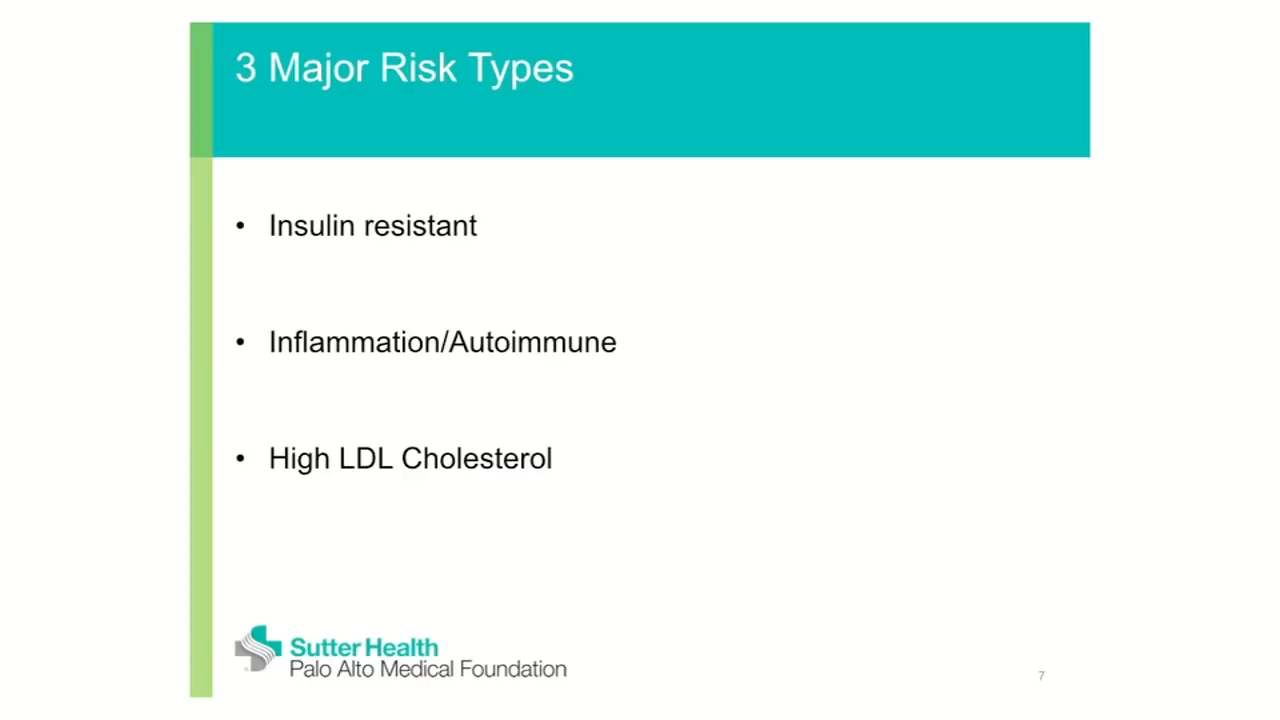 3 Major Risk Types
• Insulin resistant
• Inflammation/Autoimmune
• High LDL Cholesterol
Sutter Health
Palo Alto Medical Foundation
7